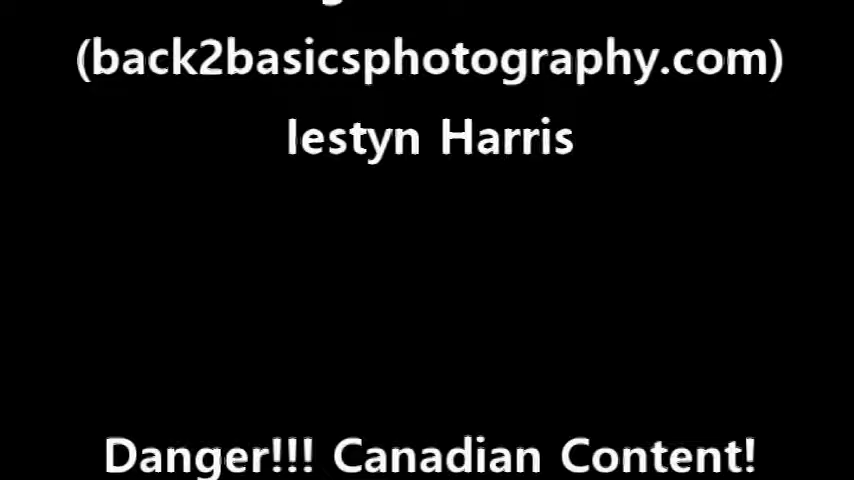 (back2basicsphotography.com)
Iestyn Harris
Danger!!! Canadian Content!